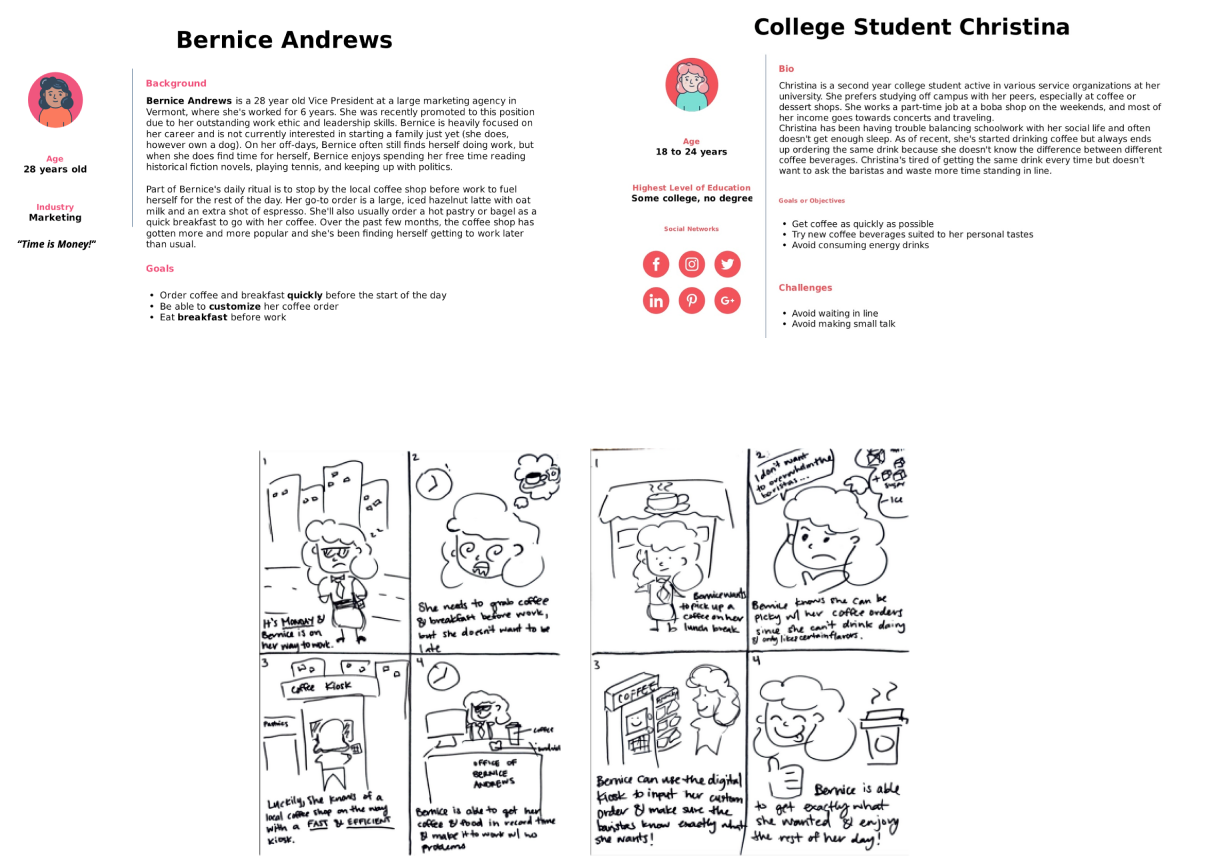 Bernice Andrews
Age
28 years old
Industry
Marketing
"Time is Money!"
Background
Bernice Andrews is a 28 year old Vice President at a large marketing agency in
Vermont, where she's worked for 6 years. She was recently promoted to this position
due to her outstanding work ethic and leadership skills. Bernice is heavily focused on
her career and is not currently interested in starting a family just yet (she does,
however own a dog). On her off-days, Bernice often still finds herself doing work, but
when she does find time for herself, Bernice enjoys spending her free time reading
historical fiction novels, playing tennis, and keeping up with politics.
Part of Bernice's daily ritual is to stop by the local coffee shop before work to fuel
herself for the rest of the day. Her go-to order is a large, iced hazelnut latte with oat
milk and an extra shot of espresso. She'll also usually order a hot pastry or bagel as a
quick breakfast to go with her coffee. Over the past few months, the coffee shop has
gotten more and more popular and she's been finding herself getting to work later
than usual.
Goals
• Order coffee and breakfast quickly before the start of the day
• Be able to customize her coffee order
• Eat breakfast before work
College Student Christina
Age
18 to 24 years
Highest Level of Education
Some college, no degree
Social Networks
Bio
Christina is a second year college student active in various service organizations at her
university. She prefers studying off campus with her peers, especially at coffee or
dessert shops. She works a part-time job at a boba shop on the weekends, and most of
her income goes towards concerts and traveling.
Christina has been having trouble balancing schoolwork with her social life and often
doesn't get enough sleep. As of recent, she's started drinking coffee but always ends
up ordering the same drink because she doesn't know the difference between different
coffee beverages. Christina's tired of getting the same drink every time but doesn't
want to ask the baristas and waste more time standing in line.
Goals or Objectives
• Get coffee as quickly as possible
• Try new coffee beverages suited to her personal tastes
• Avoid consuming energy drinks
Challenges
• Avoid waiting in line
• Avoid making small talk
1
It's MONDAY &
Bernice is on
her way to work.
2
She needs to grab coffee
& breakfast before work,
but she doesn't want to be
late
3
Coffee Kiosk
Pastries
Luckily, she knows of a
local coffee shop on the way
with a FAST & EFFICIENT
kiosk.
4
coffee
OFFICE OF
BERNICE
ANDREWS
Bernice is able to get her
coffee & food in record time
& make it to work w/ no
problems
1
Bernice wants
to pick up a
coffee on her
lunch break
2
I don't want
to overwhelm the
baristas...
- ICE
Bernice knows she can be
picky w/ her coffee orders
since she can't drink dairy
& only likes certain flavors.
3
COFFEE
Bernice can use the digital
kiosk to input her custom
order & make sure the
baristas know exactly what
she wants!
4
Bernice is able
to get exactly what
she wanted & enjoy
the rest of her day!